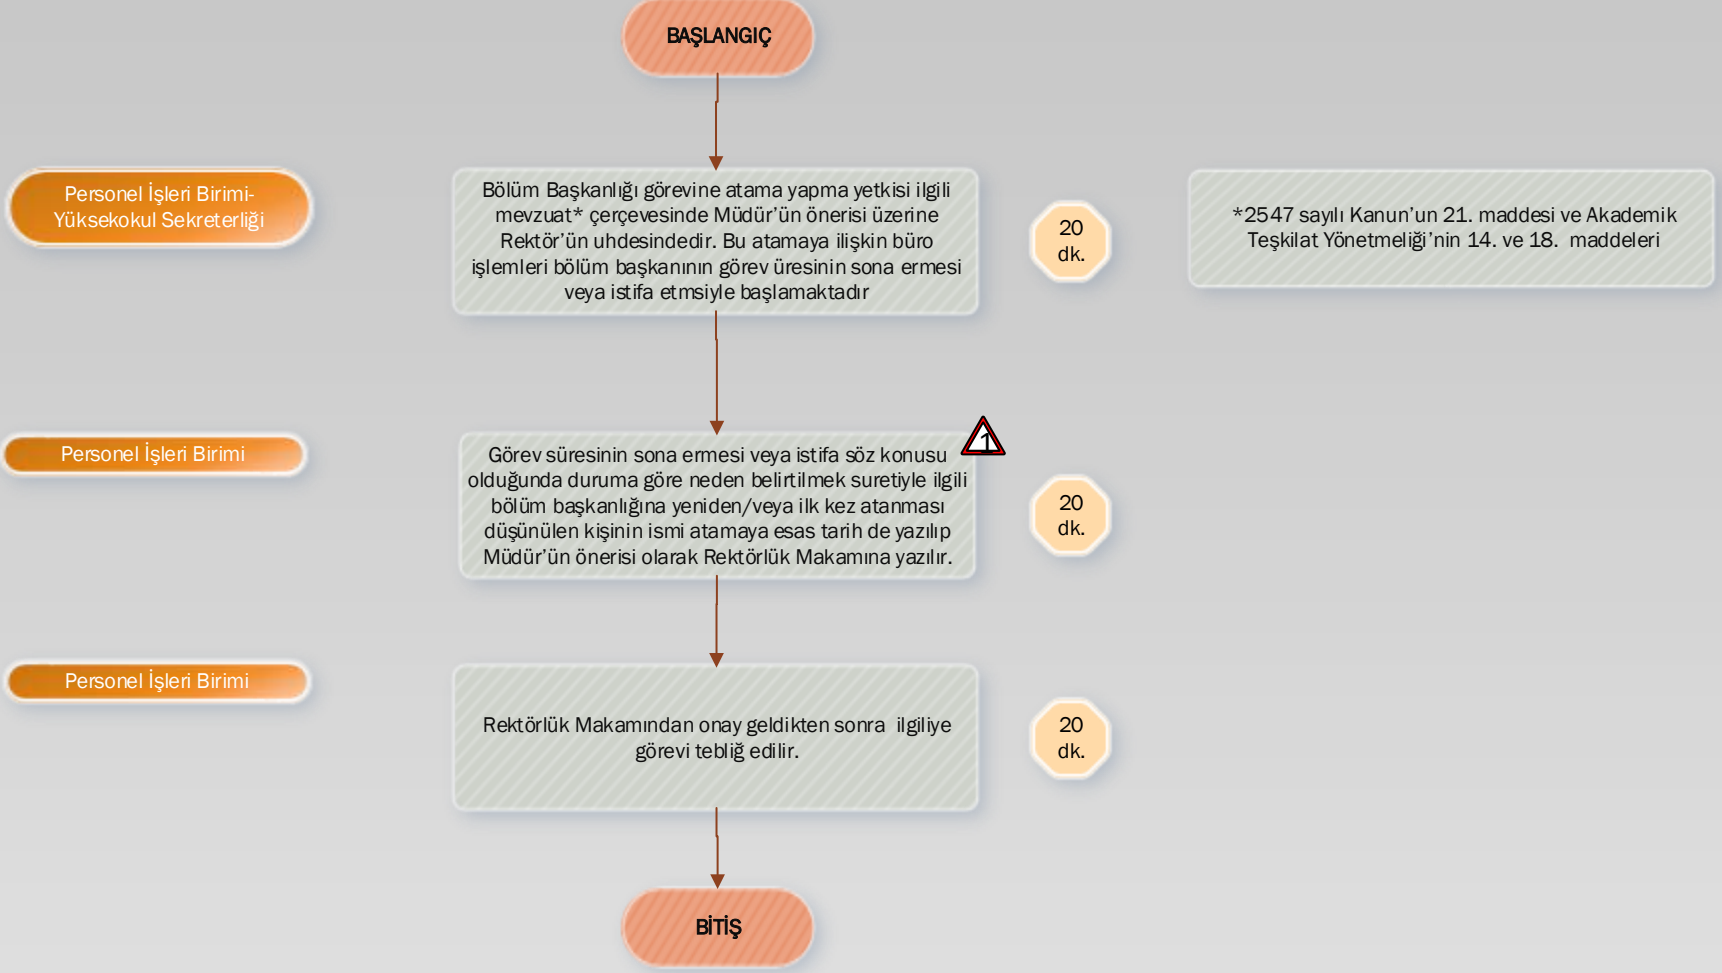 BAŞLANGIÇ
Personel İşleri Birimi-
Yüksekokul Sekreterliği
Bölüm Başkanlığı görevine atama yapma yetkisi ilgili
mevzuat* çerçevesinde Müdür’ün önerisi üzerine
Rektör’ün uhdesindedir. Bu atamaya ilişkin büro
işlemleri bölüm başkanının görev üresinin sona ermesi
veya istifa etmsiyle başlamaktadır
20
dk.
*2547 sayılı Kanun’un 21. maddesi ve Akademik
Teşkilat Yönetmeliği’nin 14. ve 18. maddeleri
Personel İşleri Birimi
1
Görev süresinin sona ermesi veya istifa söz konusu
olduğunda duruma göre neden belirtilmek suretiyle ilgili
bölüm başkanlığına yeniden/veya ilk kez atanması
düşünülen kişinin ismi atamaya esas tarih de yazılıp
Müdür’ün önerisi olarak Rektörlük Makamına yazılır.
20
dk.
Personel İşleri Birimi
Rektörlük Makamından onay geldikten sonra ilgiliye
görevi tebliğ edilir.
20
dk.
BİTİŞ